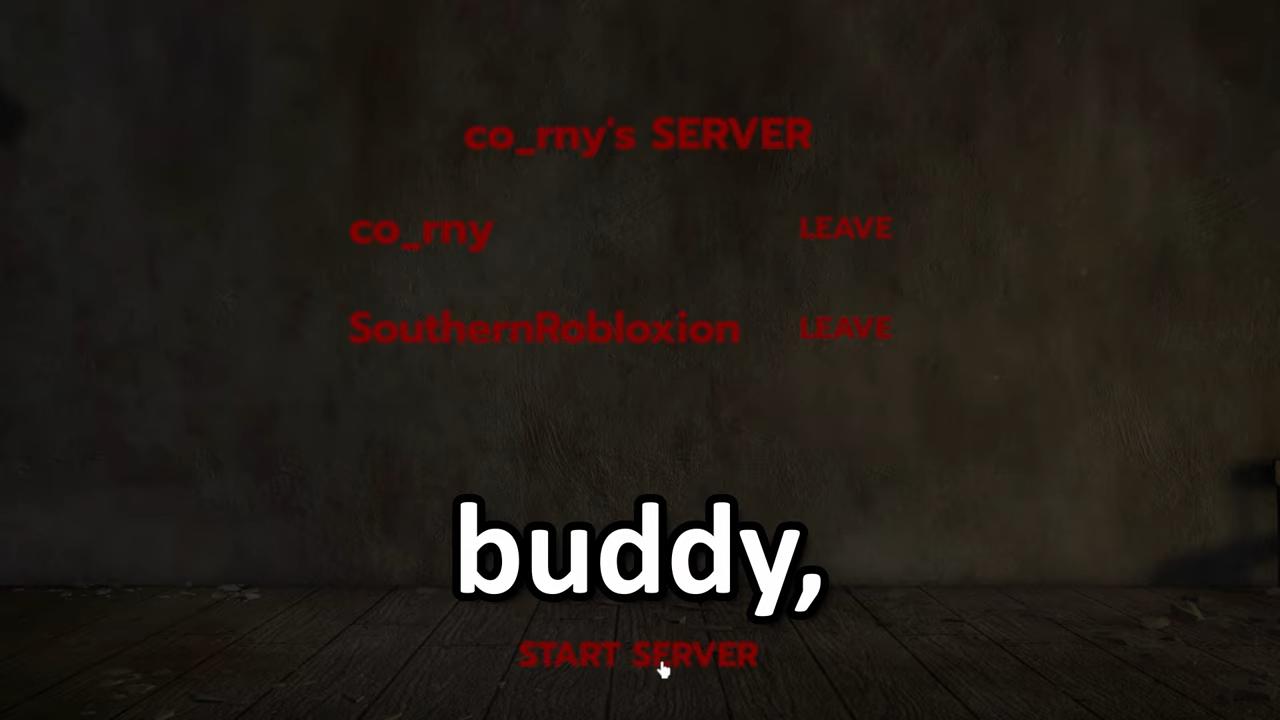 co_rny's SERVER
co_rny LEAVE
SouthernRobloxion LEAVE
buddy,
START SERVER